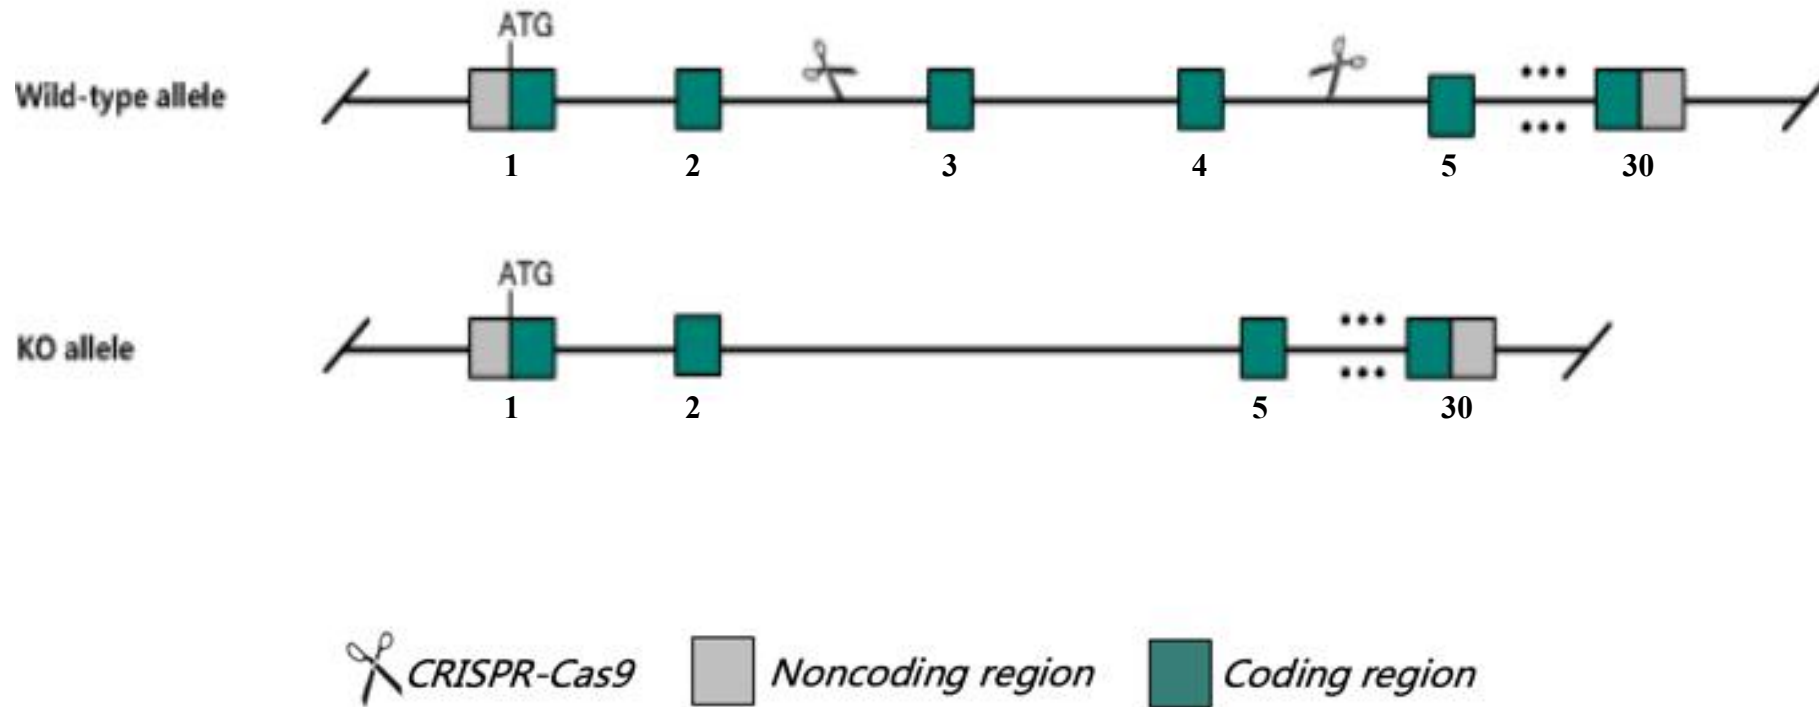 ATG
Wild-type allele
1 2 3 4 5 30
ATG
KO allele
1 2 5 30
CRISPR-Cas9 Noncoding region Coding region